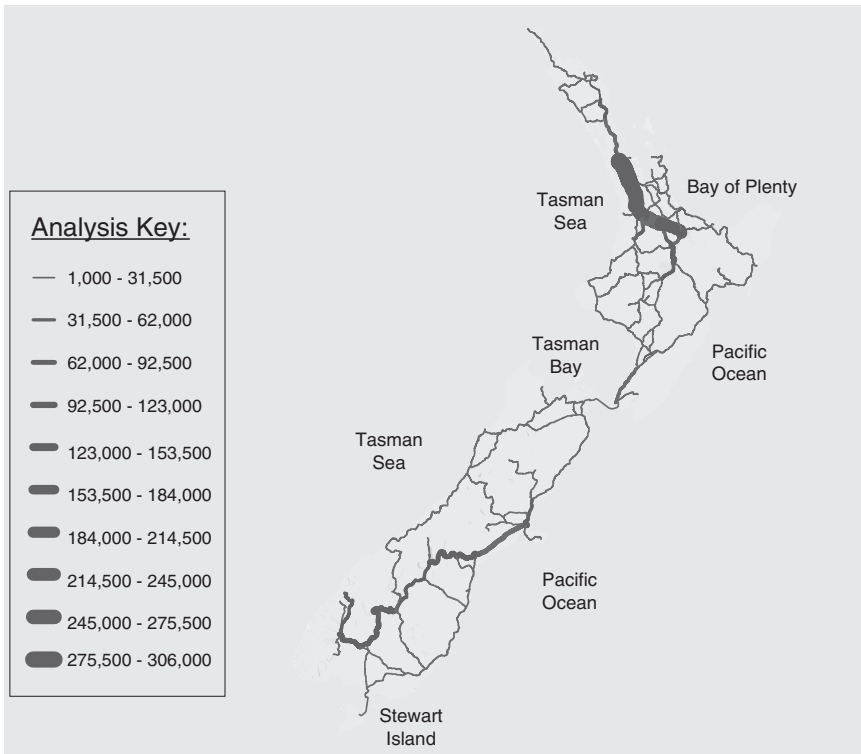 Analysis Key:
1,000 - 31,500
31,500 - 62,000
62,000 - 92,500
92,500 - 123,000
123,000 - 153,500
153,500 - 184,000
184,000 - 214,500
214,500 - 245,000
245,000 - 275,500
275,500 - 306,000
Bay of Plenty
Tasman
Sea
Tasman
Bay
Pacific
Ocean
Tasman
Sea
Pacific
Ocean
Stewart
Island